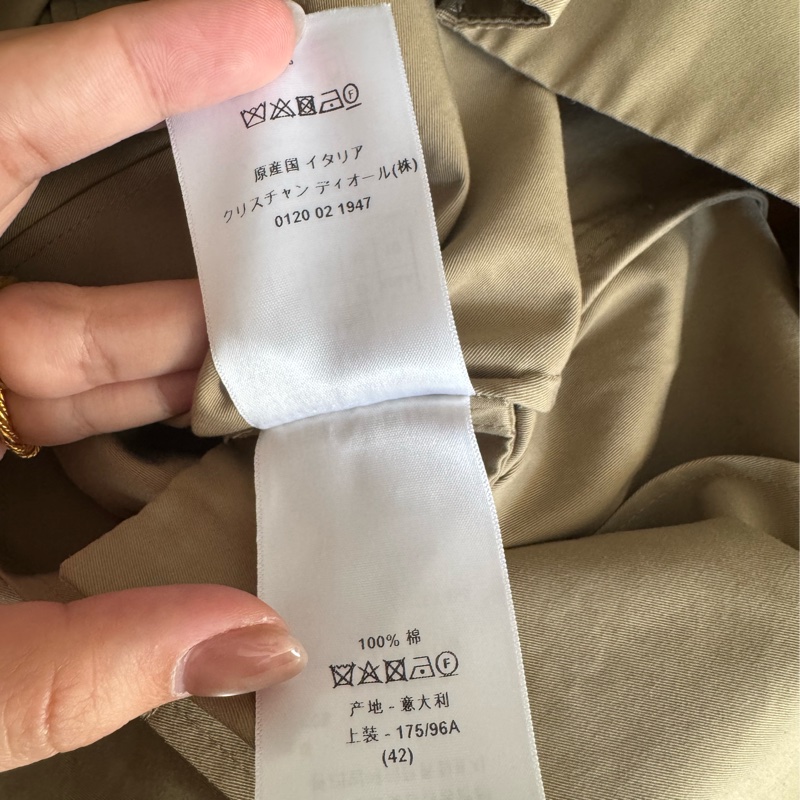 原産国 イタリア
クリスチャン ディオール(株)
0120 02 1947
100% 棉
F
产地 - 意大利
上装 - 175/96A
(42)